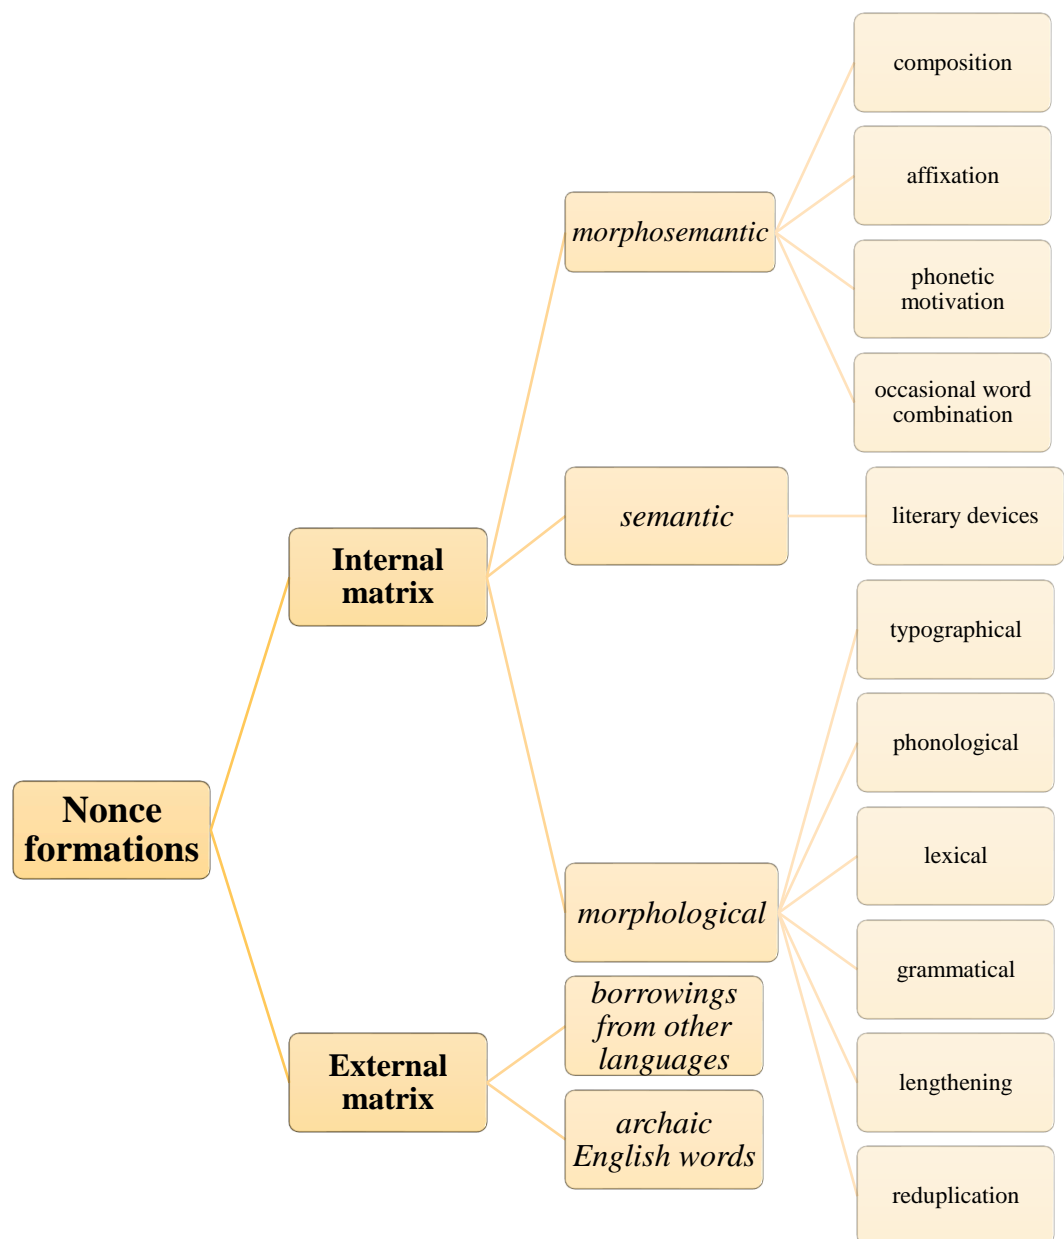 Nonce
formations
Internal
matrix
morphosemantic
composition
affixation
phonetic
motivation
occasional word
combination
semantic
literary devices
morphological
typographical
phonological
lexical
grammatical
lengthening
reduplication
External
matrix
borrowings
from other
languages
archaic
English words